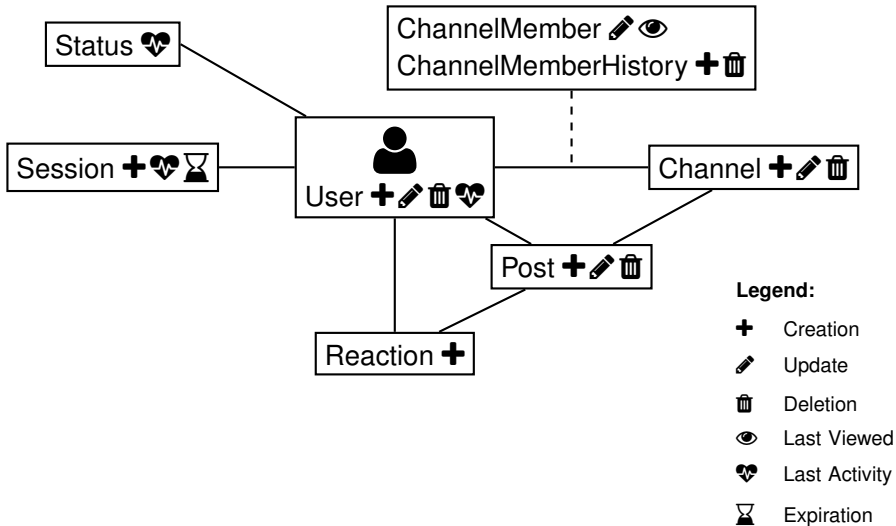 ChannelMember
ChannelMemberHistory
Status
Session
User
Channel
Post
Reaction
Legend:
Creation
Update
Deletion
Last Viewed
Last Activity
Expiration